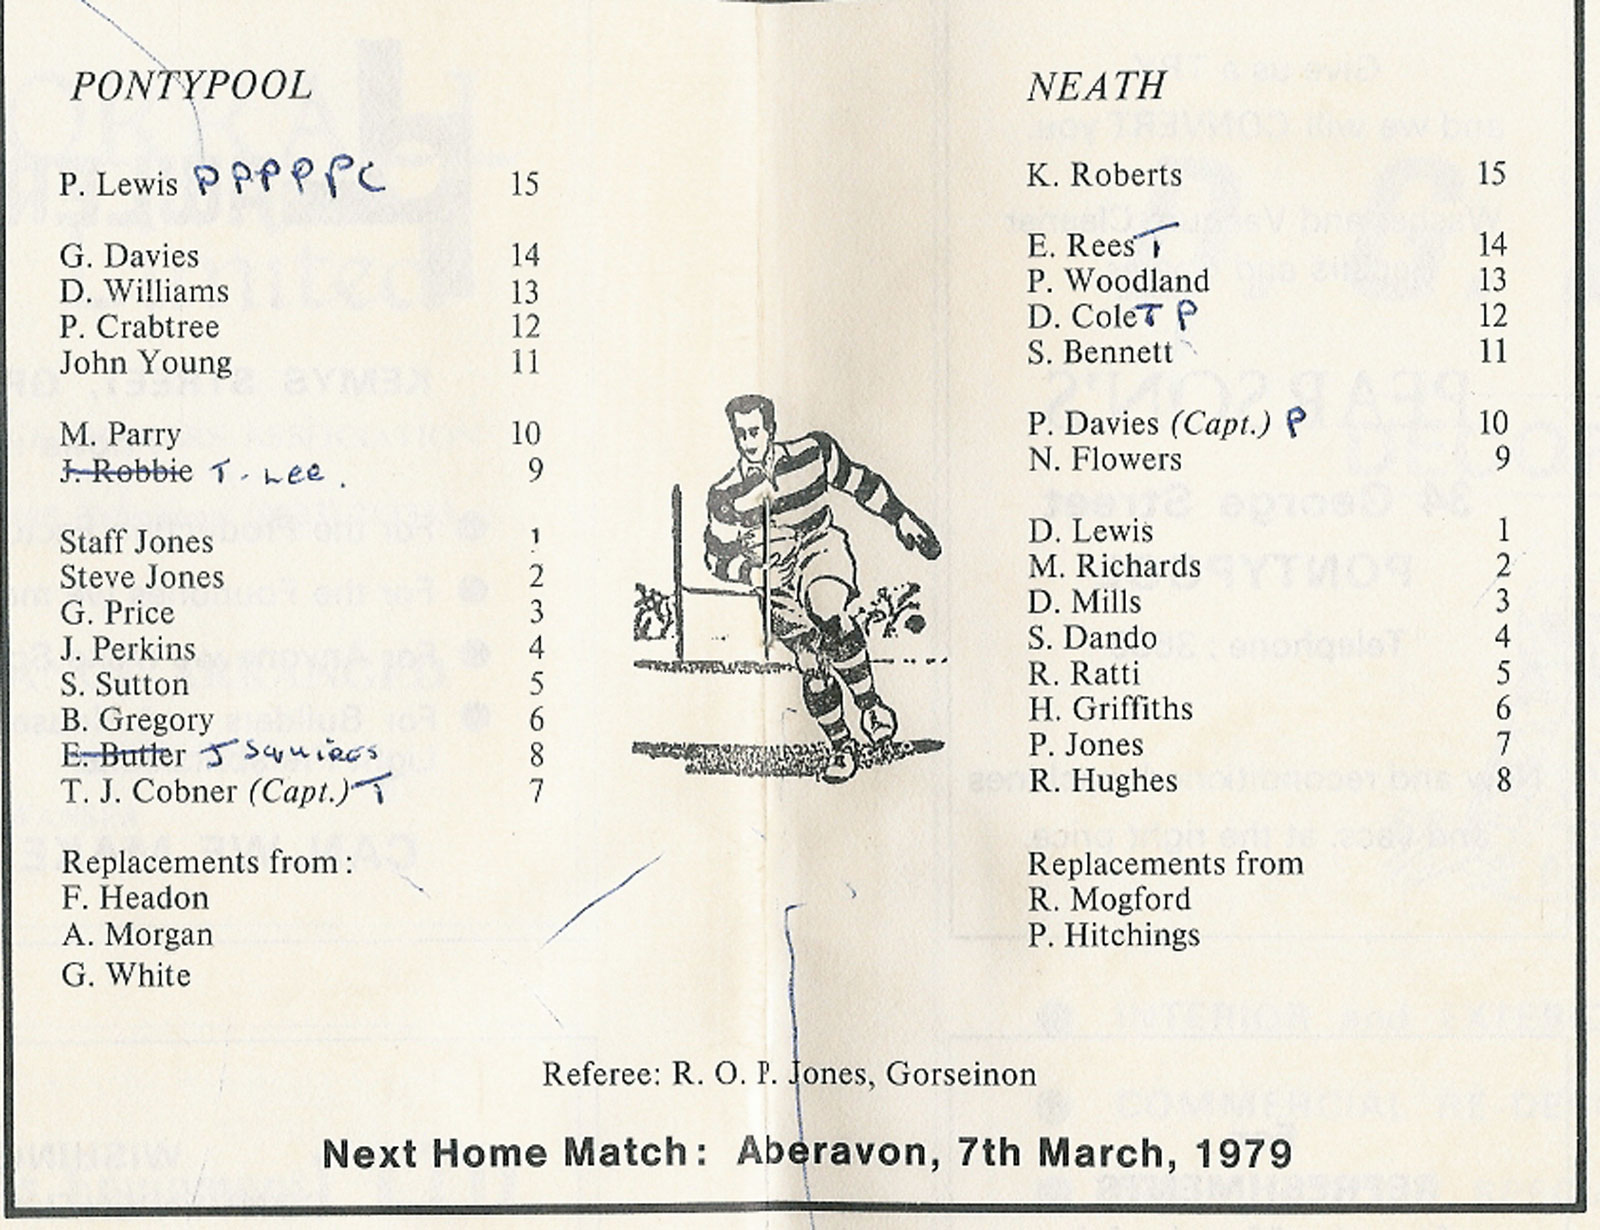 PONTYPOOL
P. Lewis PPPPPC 15
G. Davies 14
D. Williams 13
P. Crabtree 12
John Young 11
M. Parry 10
J. Robbie T. Lee. 9
Staff Jones 1
Steve Jones 2
G. Price 3
J. Perkins 4
S. Sutton 5
B. Gregory 6
E. Butler J Squires 8
T. J. Cobner (Capt.) T 7
Replacements from:
F. Headon
A. Morgan
G. White
NEATH
K. Roberts 15
E. Rees T 14
P. Woodland 13
D. Cole T P 12
S. Bennett 11
P. Davies (Capt.) P 10
N. Flowers 9
D. Lewis 1
M. Richards 2
D. Mills 3
S. Dando 4
R. Ratti 5
H. Griffiths 6
P. Jones 7
R. Hughes 8
Replacements from
R. Mogford
P. Hitchings
Referee: R. O. P. Jones, Gorseinon
Next Home Match: Aberavon, 7th March, 1979